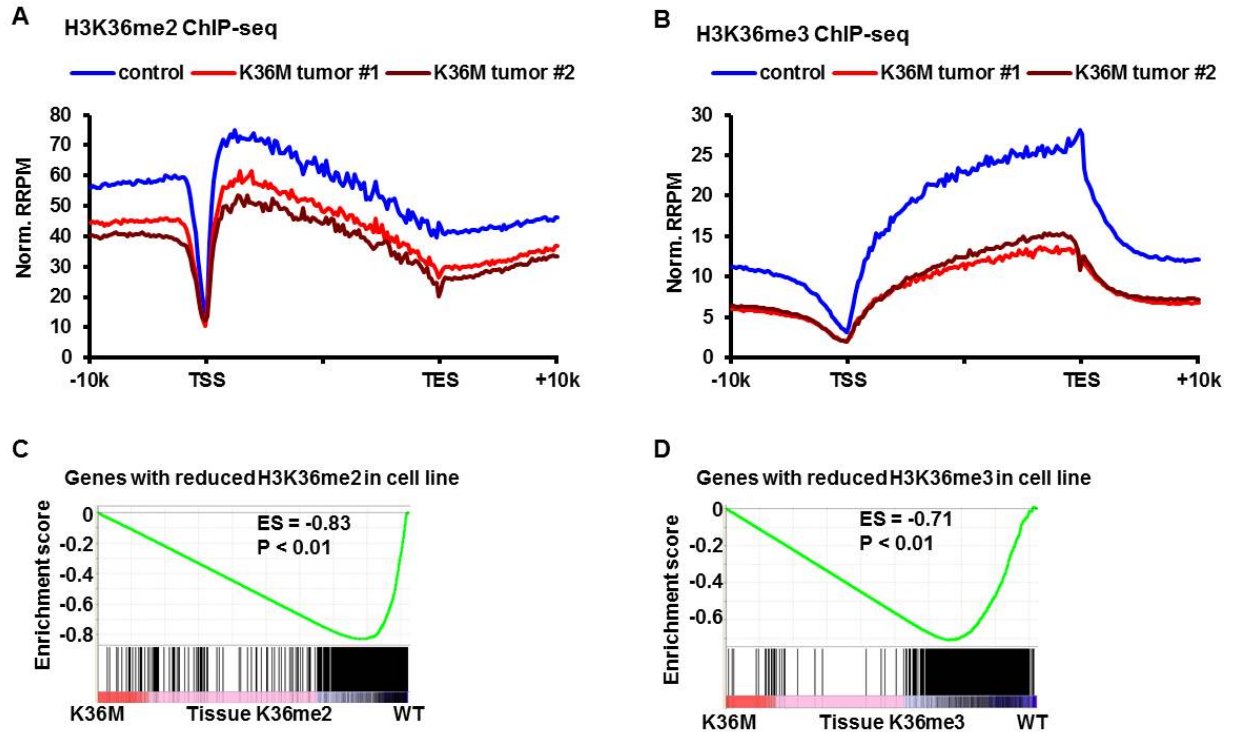 A
H3K36me2 ChIP-seq
control K36M tumor #1 K36M tumor #2
Norm. RRPM
80
70
60
50
40
30
20
10
0
-10k TSS TES +10k
B
H3K36me3 ChIP-seq
control K36M tumor #1 K36M tumor #2
Norm. RRPM
30
25
20
15
10
5
0
-10k TSS TES +10k
C
Genes with reduced H3K36me2 in cell line
Enrichment score
0
-0.2
-0.4
-0.6
-0.8
ES = -0.83
P < 0.01
K36M Tissue K36me2 WT
D
Genes with reduced H3K36me3 in cell line
Enrichment score
0
-0.2
-0.4
-0.6
ES = -0.71
P < 0.01
K36M Tissue K36me3 WT